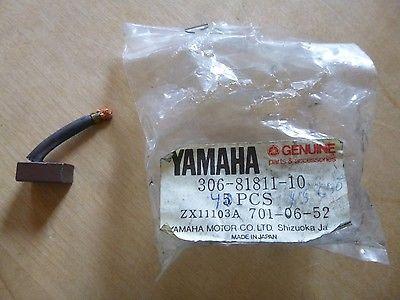 YAMAHA
GENUINE
parts & accessories
306-81811-10
PCS
ZX11103A 701-06-52
YAMAHA MOTOR CO., LTD. Shizuoka Ja
MADE IN JAPAN